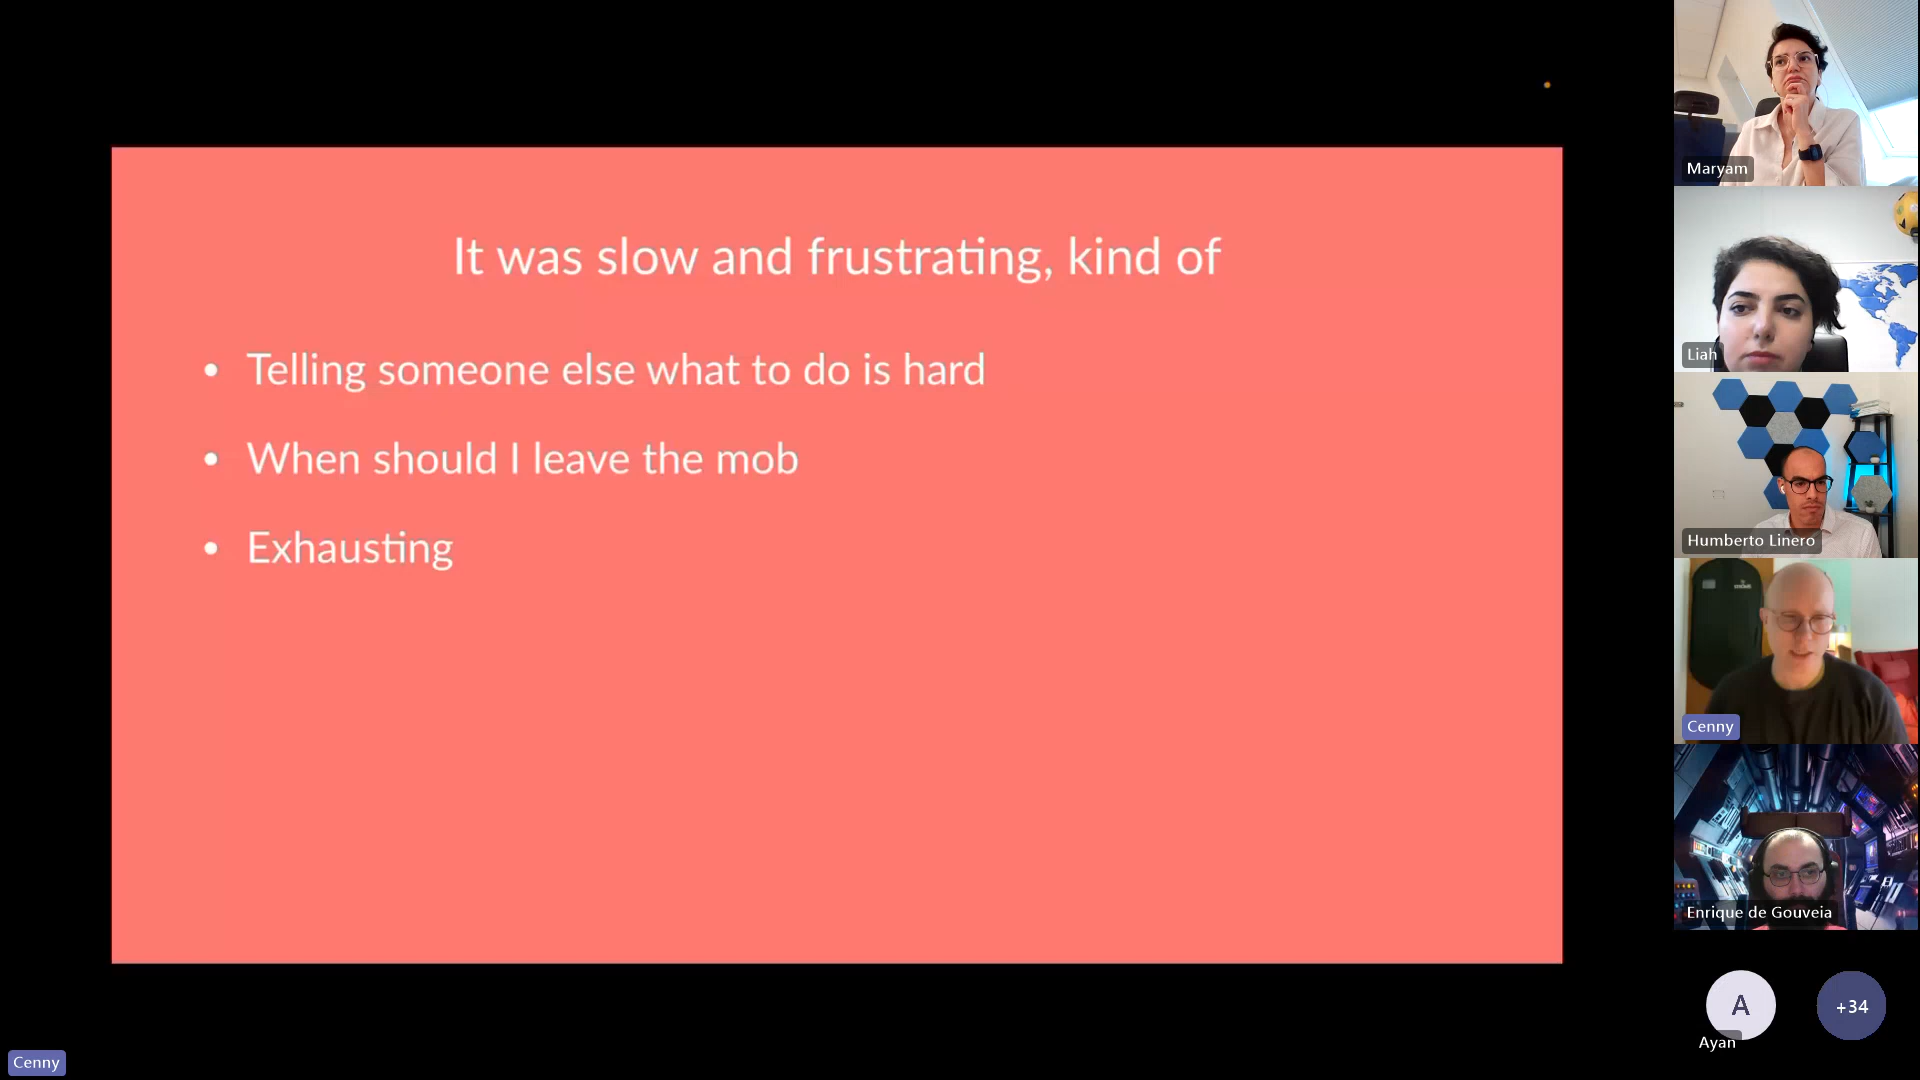 It was slow and frustrating, kind of
• Telling someone else what to do is hard
• When should I leave the mob
• Exhausting
Maryam
Liah
Humberto Linero
Cenny
Enrique de Gouveia
A
+34
Ayan
Cenny